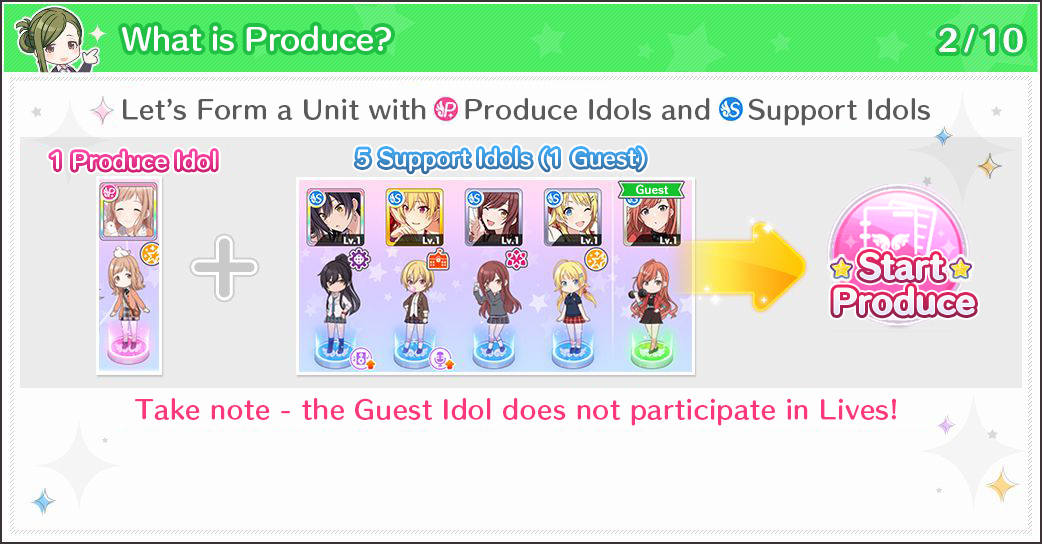 What is Produce?
2/10
Let's Form a Unit with P Produce Idols and S Support Idols
1 Produce Idol
5 Support Idols (1 Guest)
P
S
S
S
S
Guest
S
Lv.1
Lv.1
Lv.1
Lv.1
Lv.1
Start
Produce
Take note - the Guest Idol does not participate in Lives!